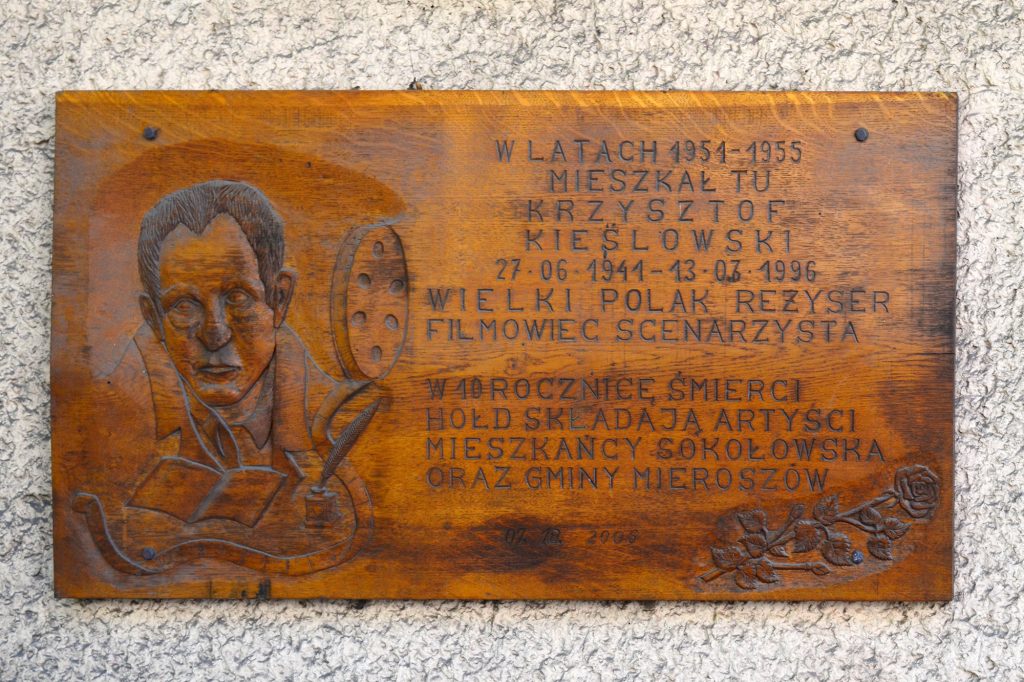 W LATACH 1951-1955
MIESZKAŁ TU
KRZYSZTOF
KIEŚLOWSKI
27·06·1941-13·03·1996
WIELKI POLAK REŻYSER
FILMOWIEC SCENARZYSTA
W 10 ROCZNICĘ ŚMIERCI
HOŁD SKŁADAJĄ ARTYŚCI
MIESZKAŃCY SOKOŁOWSKA
ORAZ GMINY MIEROSZÓW
2006